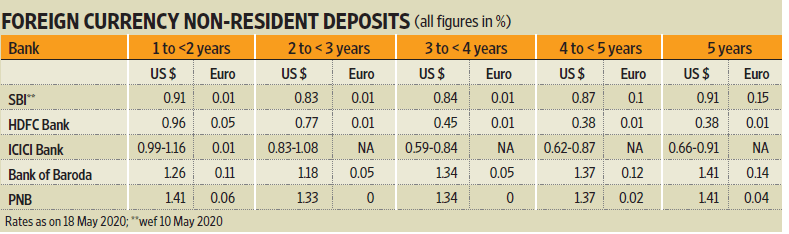 FOREIGN CURRENCY NON-RESIDENT DEPOSITS (all figures in %)
Bank 1 to <2 years 2 to < 3 years 3 to < 4 years 4 to < 5 years 5 years
US $ Euro US $ Euro US $ Euro US $ Euro US $ Euro
SBI** 0.91 0.01 0.83 0.01 0.84 0.01 0.87 0.1 0.91 0.15
HDFC Bank 0.96 0.05 0.77 0.01 0.45 0.01 0.38 0.01 0.38 0.01
ICICI Bank 0.99-1.16 0.01 0.83-1.08 NA 0.59-0.84 NA 0.62-0.87 NA 0.66-0.91 NA
Bank of Baroda 1.26 0.11 1.18 0.05 1.34 0.05 1.37 0.12 1.41 0.14
PNB 1.41 0.06 1.33 0 1.34 0 1.37 0.02 1.41 0.04
Rates as on 18 May 2020; **wef 10 May 2020